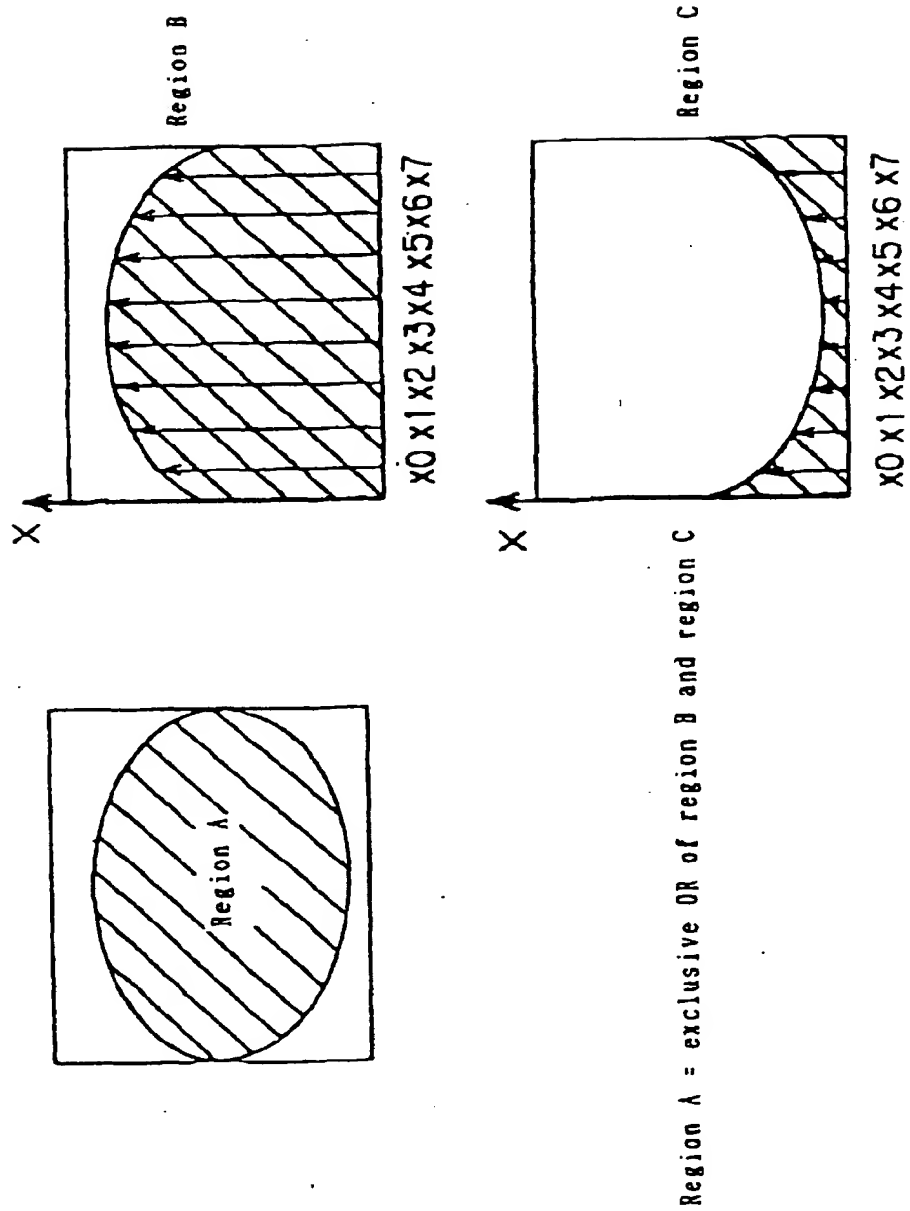 Region B
X
X0 X1 X2 X3 X4 X5 X6 X7
Region A
Region C
X
X0 X1 X2 X3 X4 X5 X6 X7
Region A = exclusive OR of region B and region C